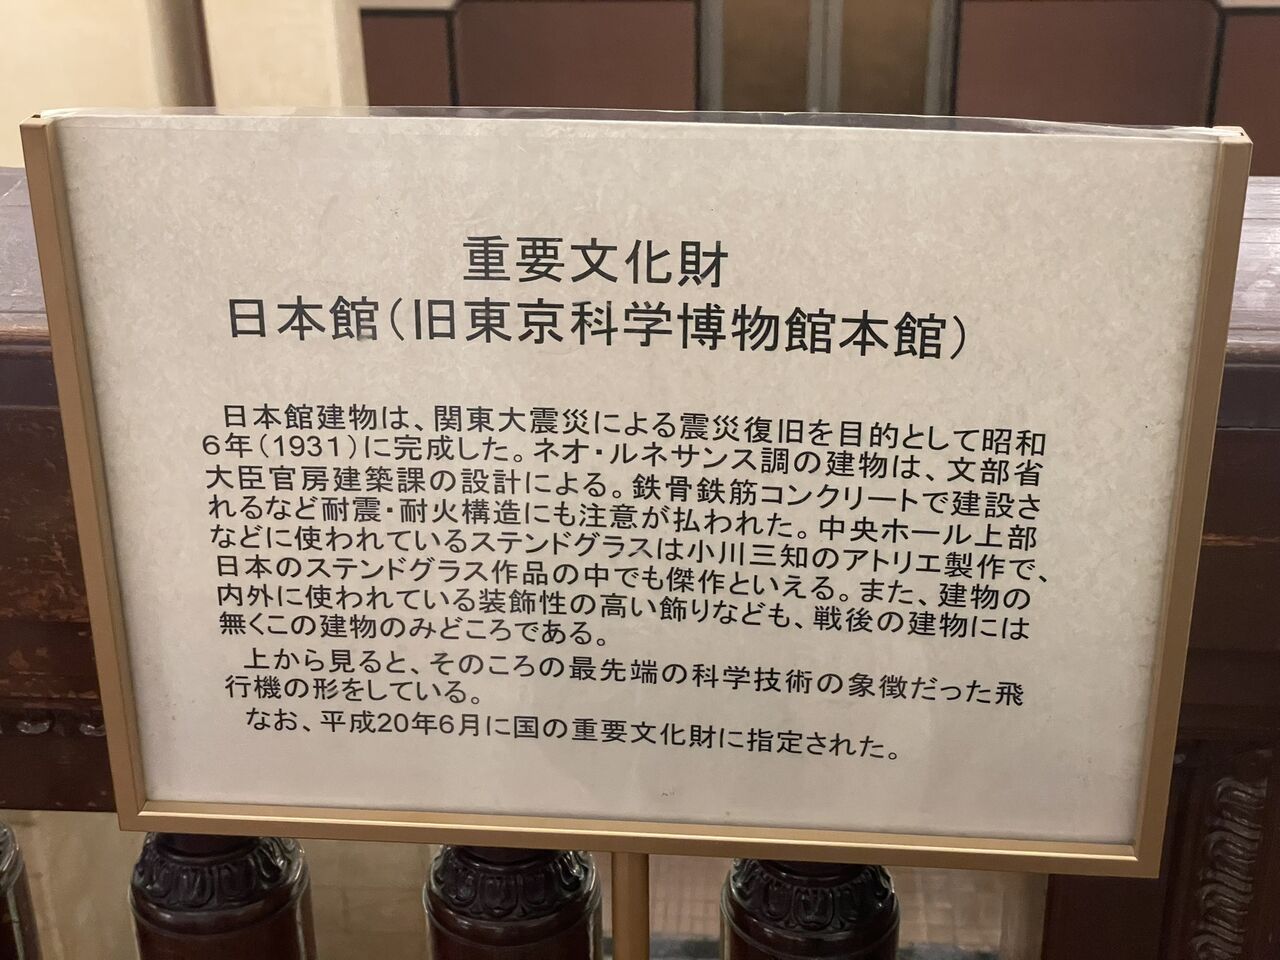 重要文化財
日本館（旧東京科学博物館本館）
日本館建物は、関東大震災による震災復旧を目的として昭和
６年（1931）に完成した。ネオ・ルネサンス調の建物は、文部省
大臣官房建築課の設計による。鉄骨鉄筋コンクリートで建設さ
れるなど耐震・耐火構造にも注意が払われた。中央ホール上部
などに使われているステンドグラスは小川三知のアトリエ製作で、
日本のステンドグラス作品の中でも傑作といえる。また、建物の
内外に使われている装飾性の高い飾りなども、戦後の建物には
無くこの建物のみどころである。
上から見ると、そのころの最先端の科学技術の象徴だった飛
行機の形をしている。
なお、平成20年6月に国の重要文化財に指定された。